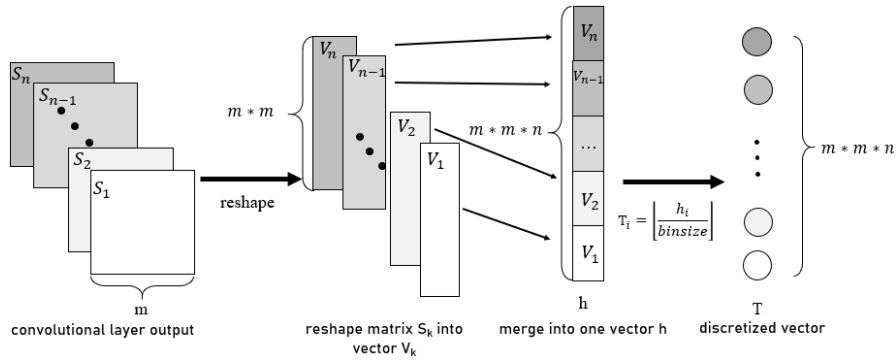 Sₙ
Sₙ₋₁
S₂
S₁
m
convolutional layer output
reshape
m ∗ m
Vₙ
Vₙ₋₁
V₂
V₁
reshape matrix Sₖ into
vector Vₖ
m ∗ m ∗ n
Vₙ
Vₙ₋₁
...
V₂
V₁
h
merge into one vector h
Tᵢ = ⌊hᵢ / binsize⌋
m ∗ m ∗ n
T
discretized vector